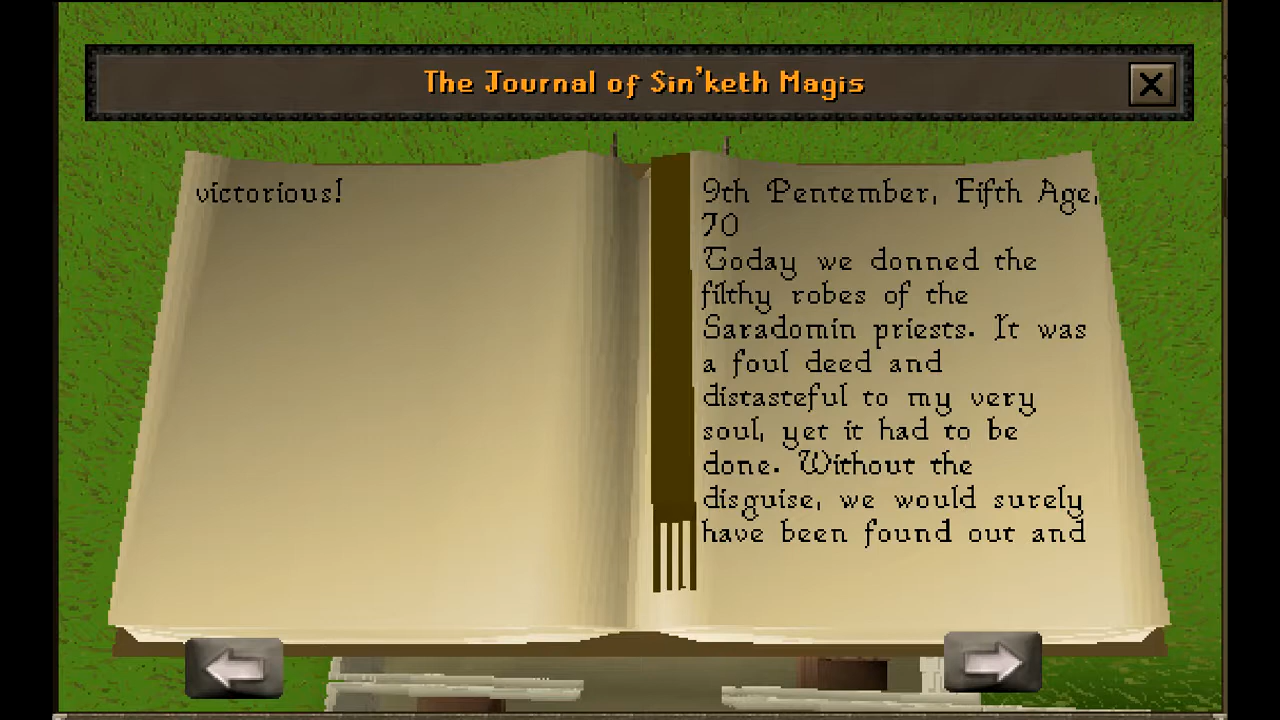 The Journal of Sin'keth Magis
victorious!
9th Pentember, Fifth Age,
70
Today we donned the
filthy robes of the
Saradomin priests. It was
a foul deed and
distasteful to my very
soul, yet it had to be
done. Without the
disguise, we would surely
have been found out and